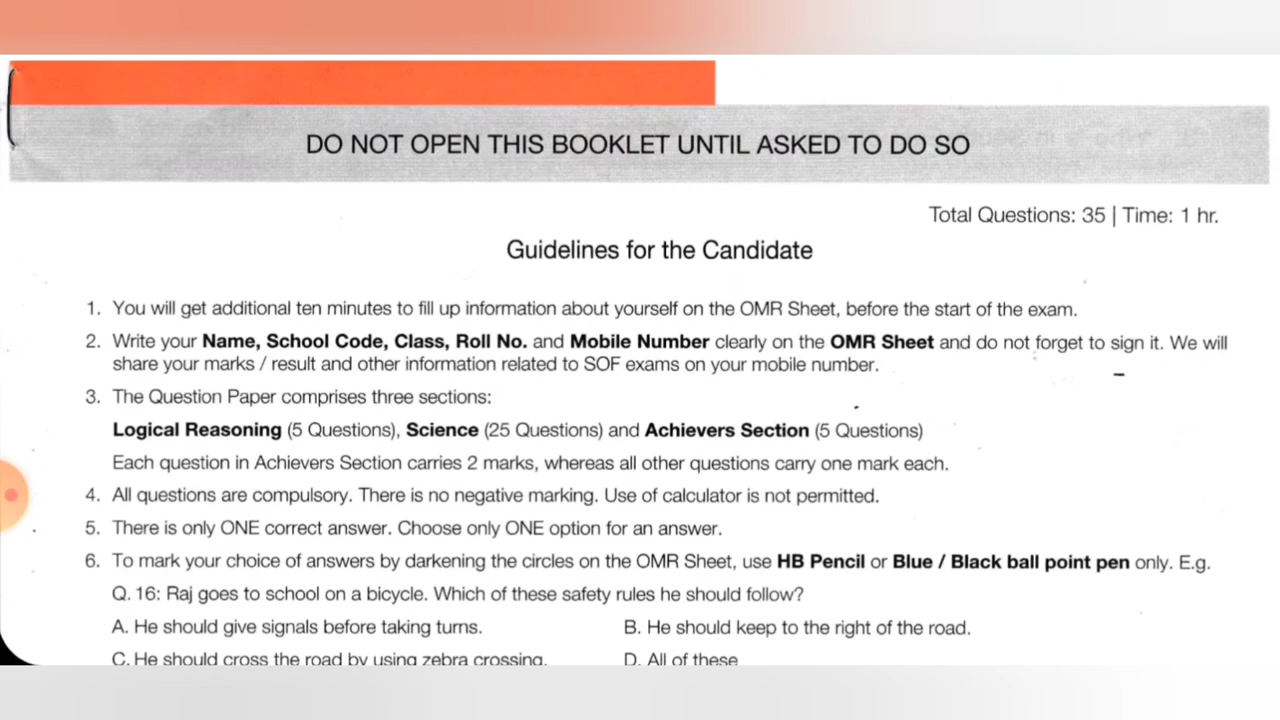 DO NOT OPEN THIS BOOKLET UNTIL ASKED TO DO SO
Total Questions: 35 | Time: 1 hr.
Guidelines for the Candidate
1. You will get additional ten minutes to fill up information about yourself on the OMR Sheet, before the start of the exam.
2. Write your Name, School Code, Class, Roll No. and Mobile Number clearly on the OMR Sheet and do not forget to sign it. We will
share your marks / result and other information related to SOF exams on your mobile number.
3. The Question Paper comprises three sections:
Logical Reasoning (5 Questions), Science (25 Questions) and Achievers Section (5 Questions)
Each question in Achievers Section carries 2 marks, whereas all other questions carry one mark each.
4. All questions are compulsory. There is no negative marking. Use of calculator is not permitted.
5. There is only ONE correct answer. Choose only ONE option for an answer.
6. To mark your choice of answers by darkening the circles on the OMR Sheet, use HB Pencil or Blue / Black ball point pen only. E.g.
Q. 16: Raj goes to school on a bicycle. Which of these safety rules he should follow?
A. He should give signals before taking turns.
B. He should keep to the right of the road.
C. He should cross the road by using zebra crossing.
D. All of these